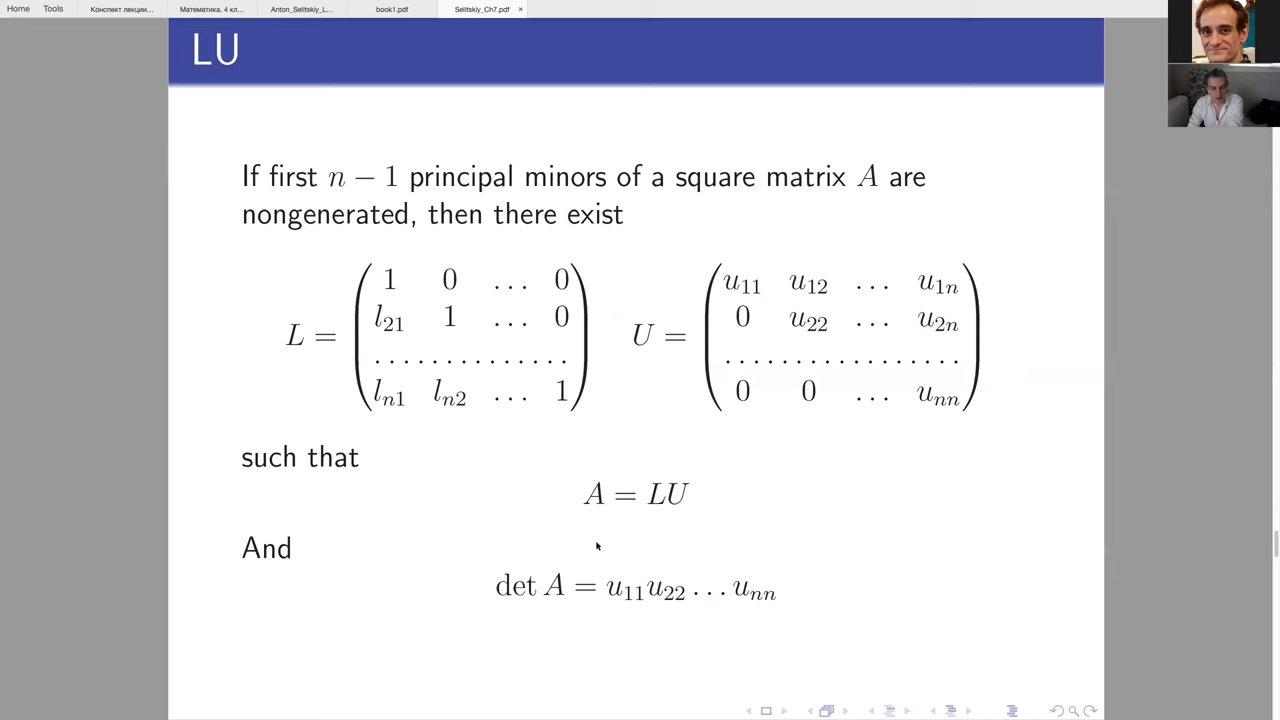 Home Tools Конспект лекции... Математика. 4 кл... Anton_Selitskiy_L... book1.pdf Selitskiy_Ch7.pdf ×
LU
If first n − 1 principal minors of a square matrix A are
nongenerated, then there exist
L = ( 1 0 … 0 ; l21 1 … 0 ; .............. ; ln1 ln2 … 1 ) U = ( u11 u12 … u1n ; 0 u22 … u2n ; ................. ; 0 0 … unn )
such that
A = LU
And
det A = u11u22 … unn